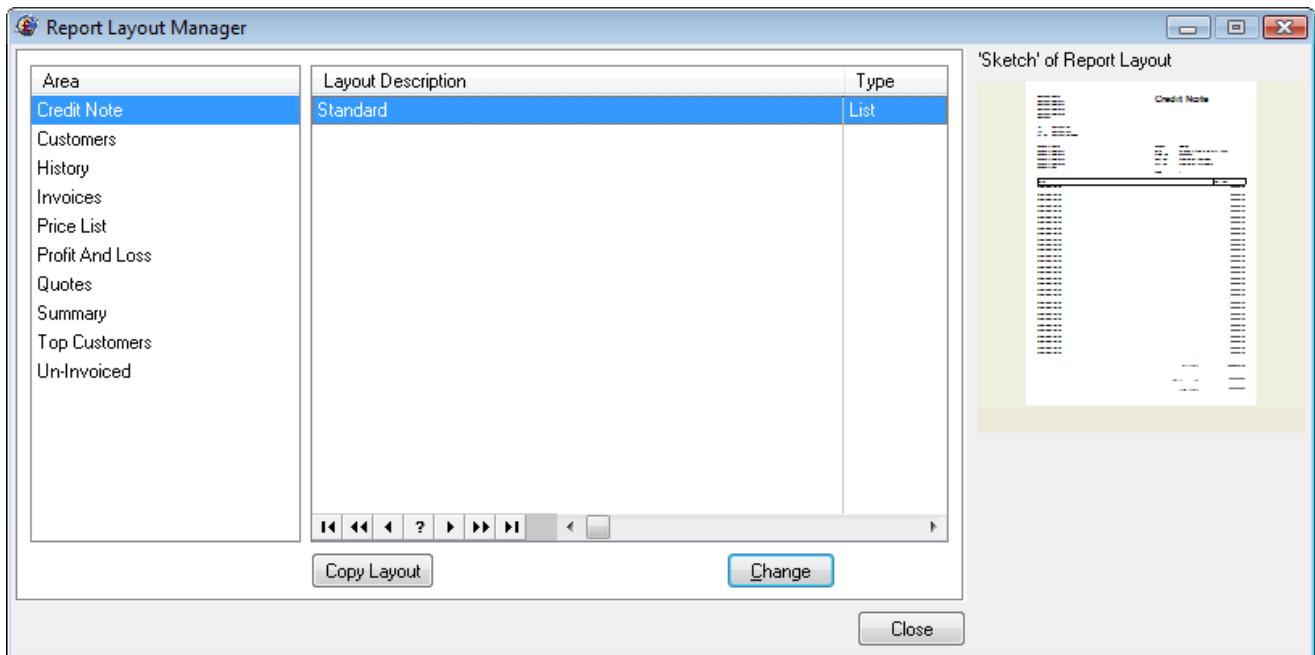 Report Layout Manager
'Sketch' of Report Layout
Area
Layout Description Type
Credit Note
Standard List
Customers
History
Invoices
Price List
Profit And Loss
Quotes
Summary
Top Customers
Un-Invoiced
Credit Note
?
Copy Layout
Change
Close